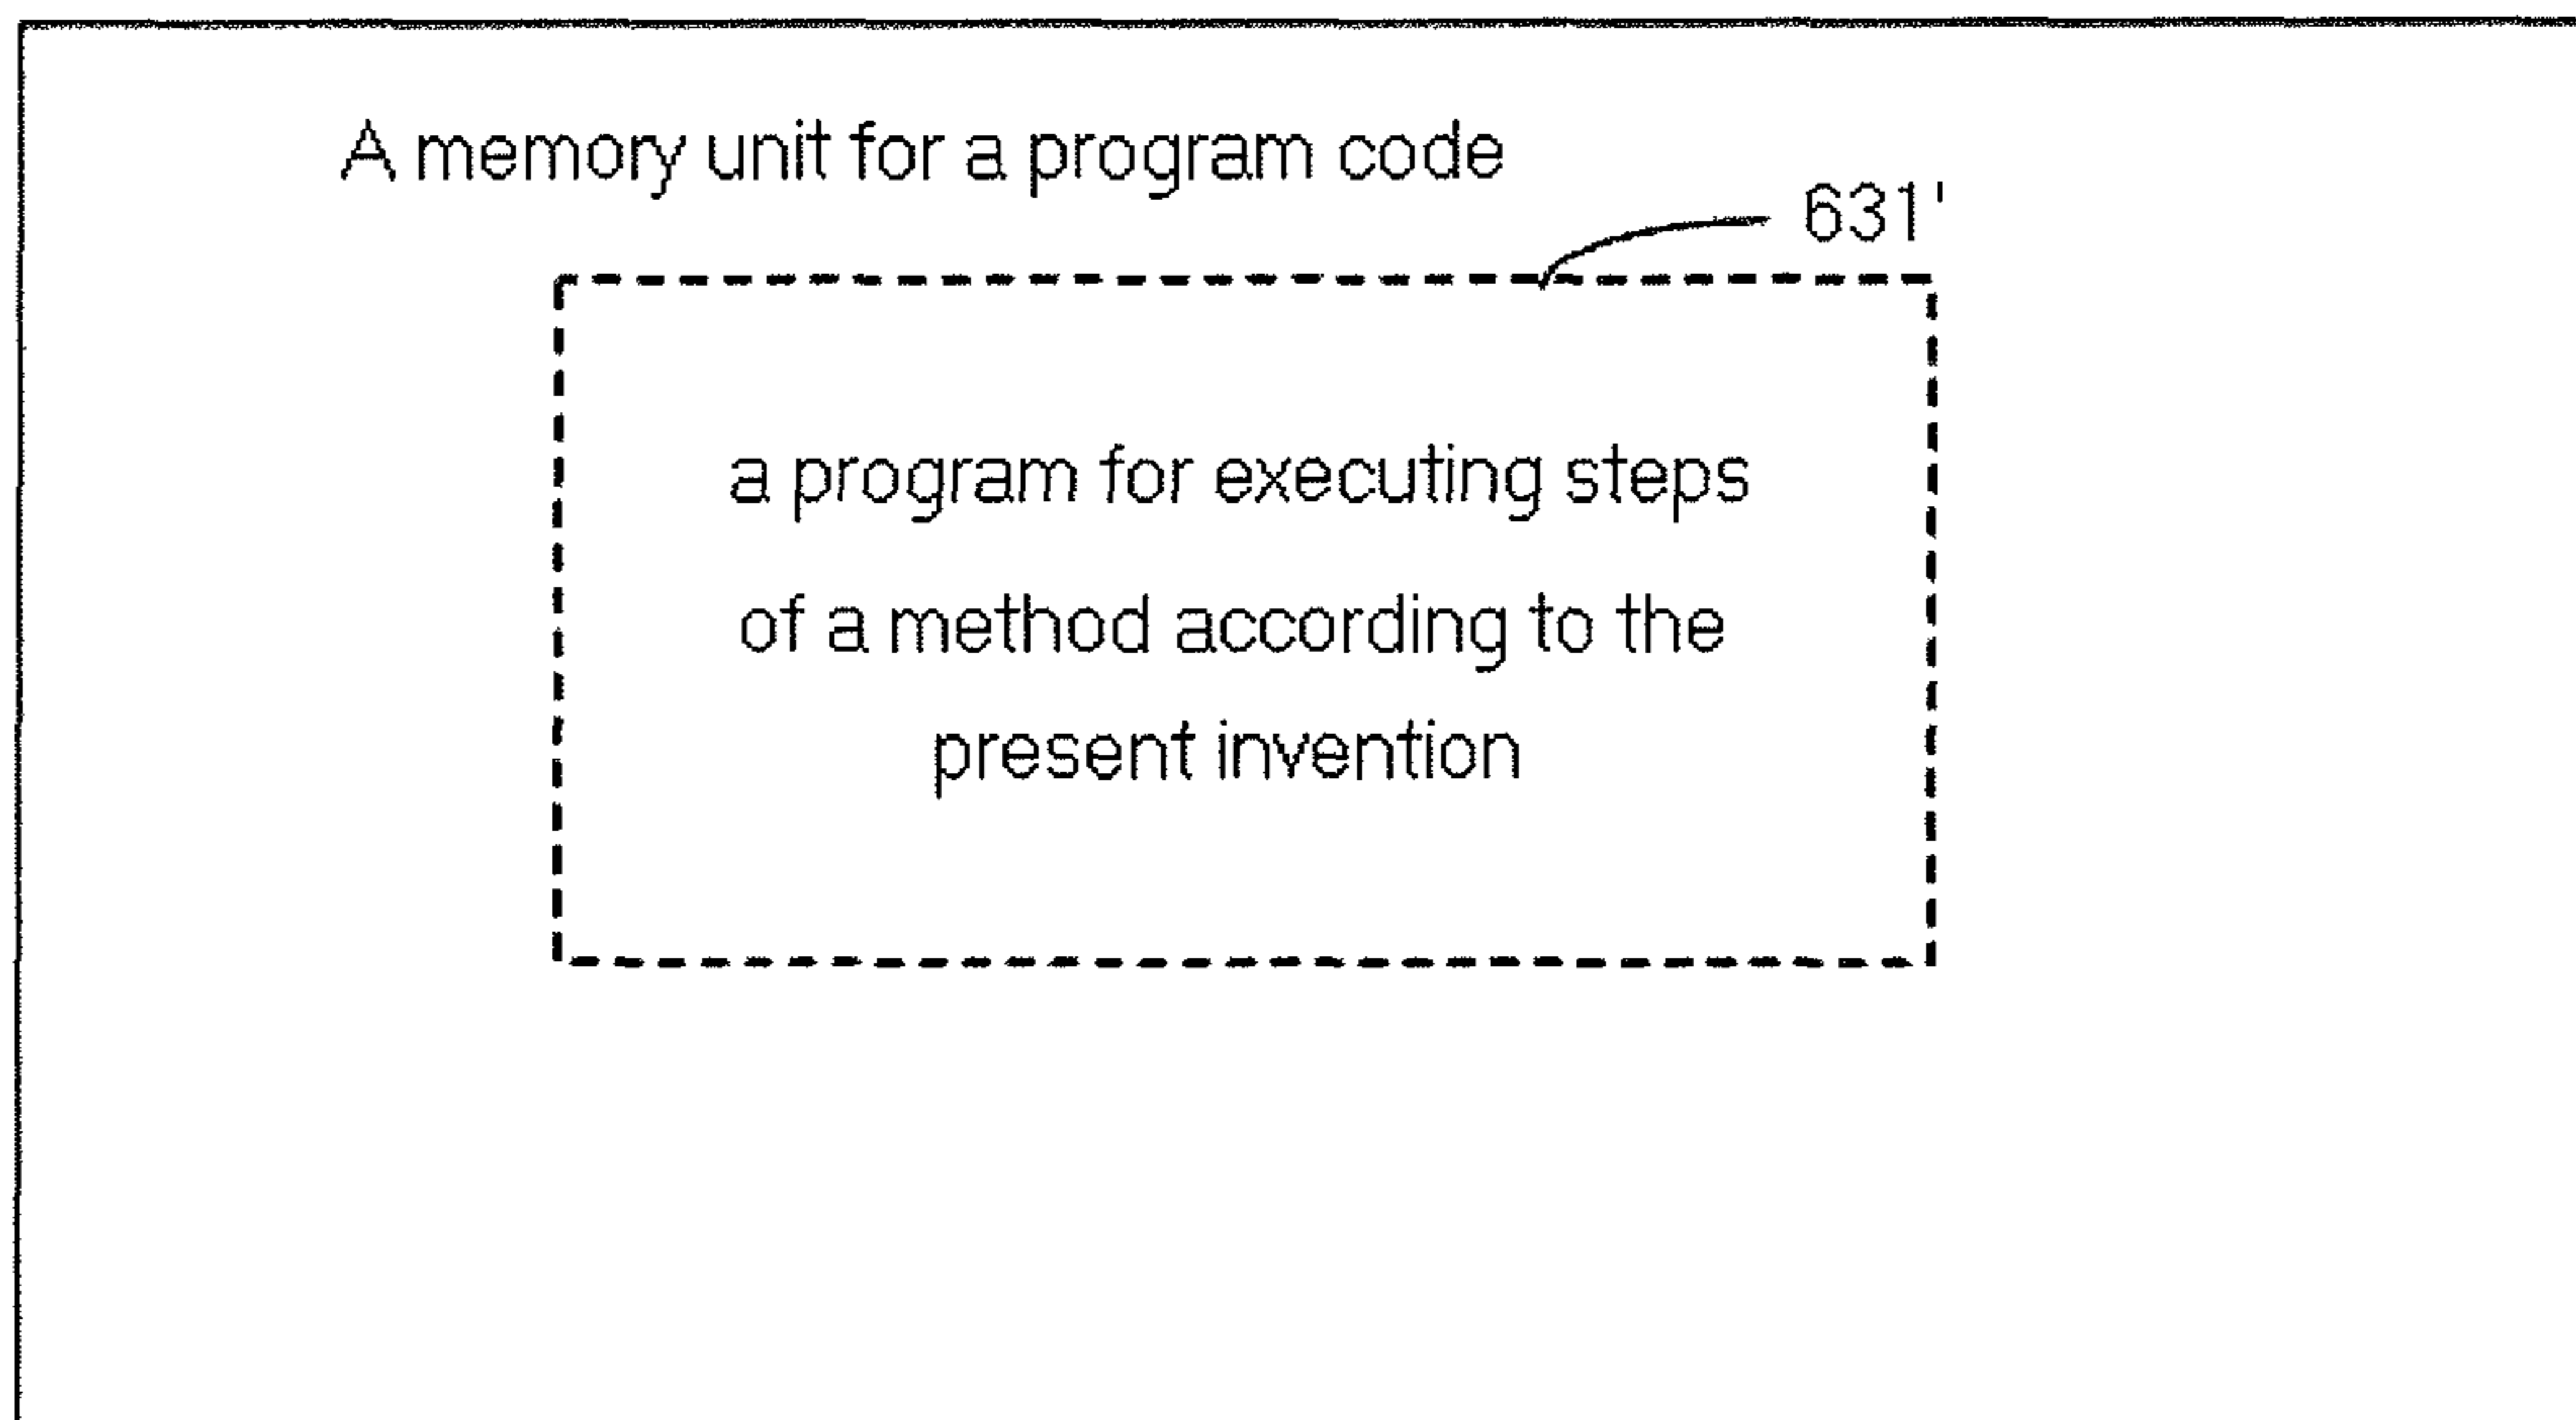 A memory unit for a program code
631'
a program for executing steps
of a method according to the
present invention